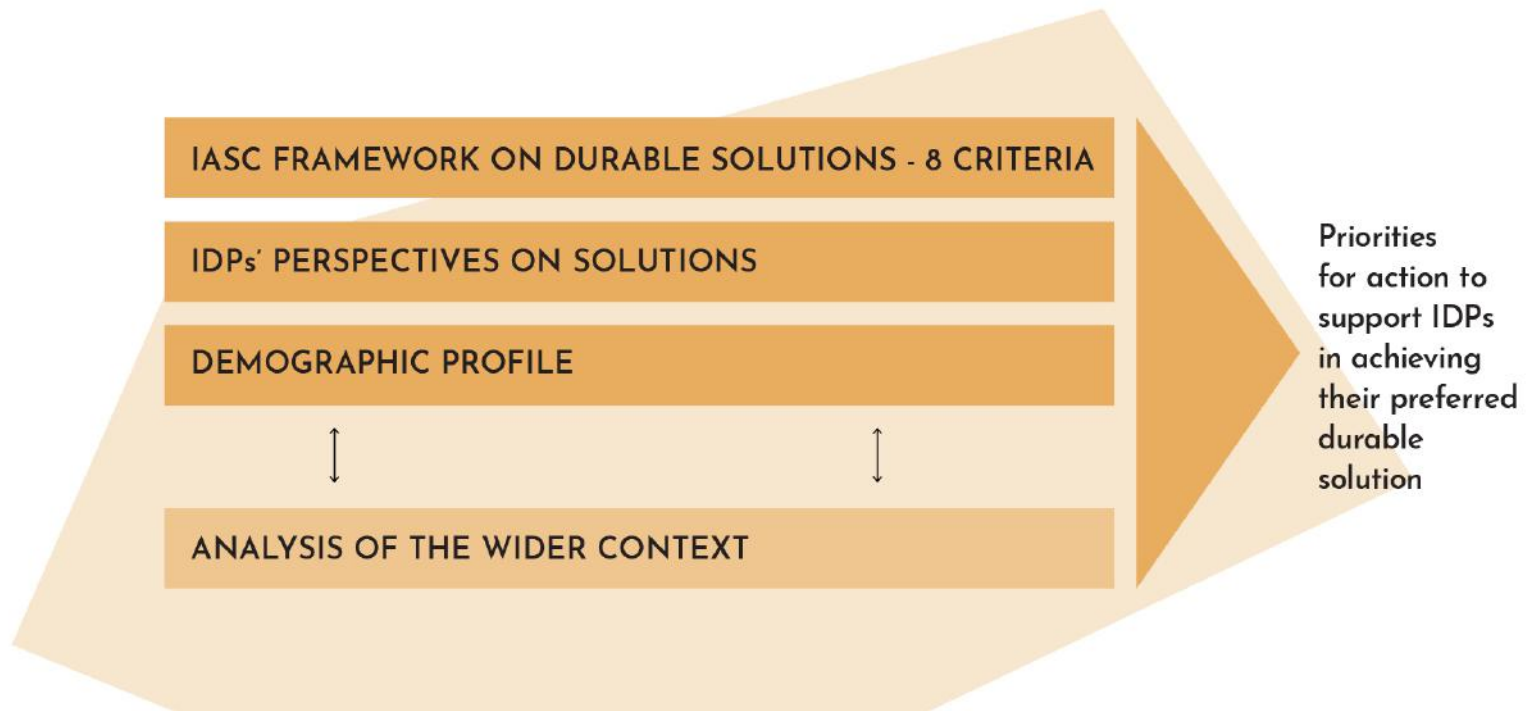 IASC FRAMEWORK ON DURABLE SOLUTIONS - 8 CRITERIA
IDPs' PERSPECTIVES ON SOLUTIONS
DEMOGRAPHIC PROFILE
ANALYSIS OF THE WIDER CONTEXT
Priorities
for action to
support IDPs
in achieving
their preferred
durable
solution